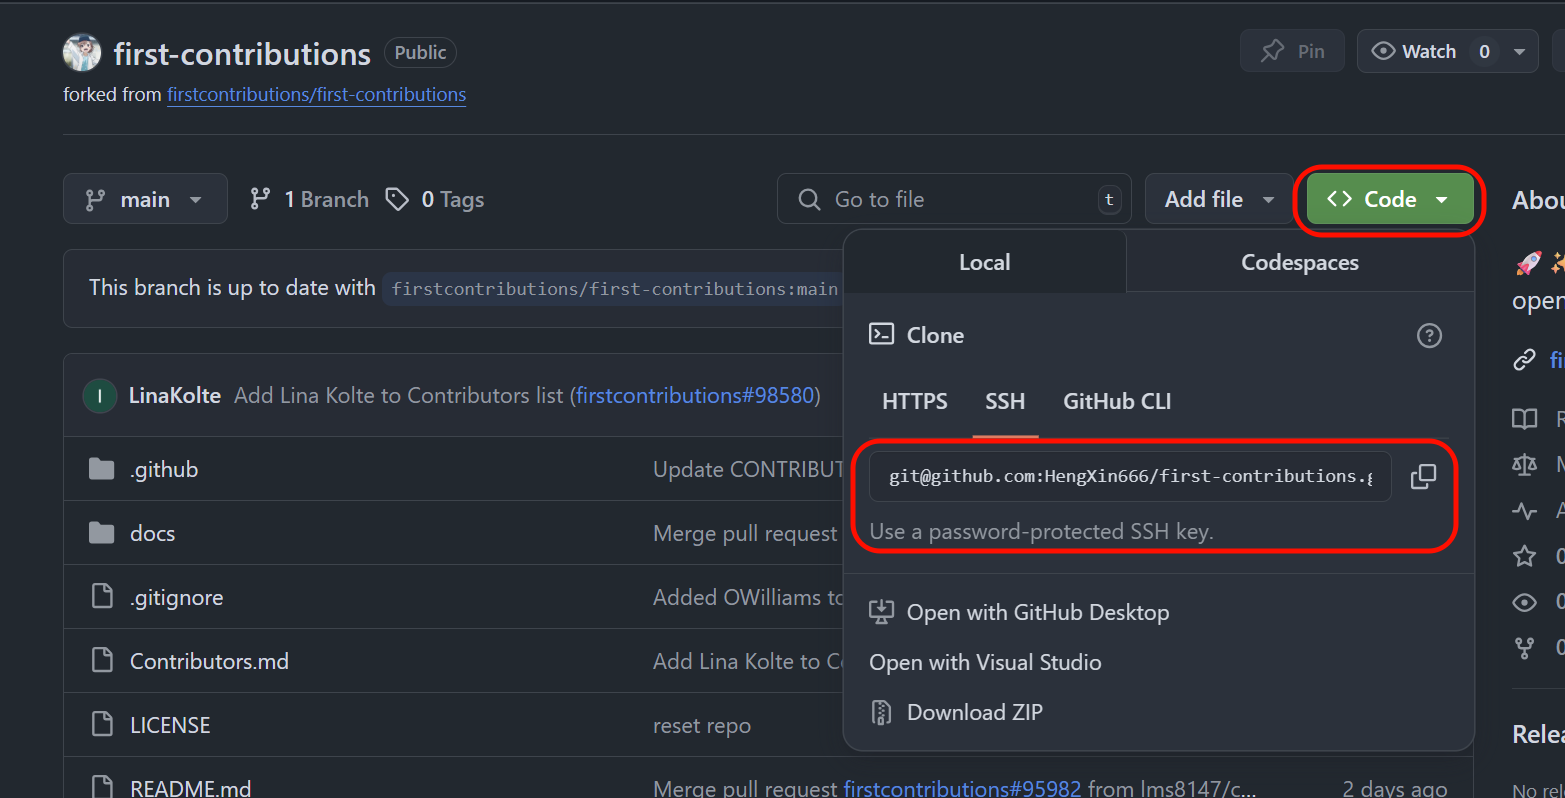 first-contributions Public
Pin
Watch 0
forked from firstcontributions/first-contributions
main
1 Branch
0 Tags
Go to file t
Add file
Code
This branch is up to date with firstcontributions/first-contributions:main
Local
Codespaces
Clone
HTTPS
SSH
GitHub CLI
git@github.com:HengXin666/first-contributions.g
Use a password-protected SSH key.
Open with GitHub Desktop
Open with Visual Studio
Download ZIP
I LinaKolte Add Lina Kolte to Contributors list (firstcontributions#98580)
.github Update CONTRIBUT
docs Merge pull request
.gitignore Added OWilliams to
Contributors.md Add Lina Kolte to Co
LICENSE reset repo
README.md Merge pull request firstcontributions#95982 from lms8147/c... 2 days ago
Abou
open
fi
R
M
A
0
0
0
Relea
No rel